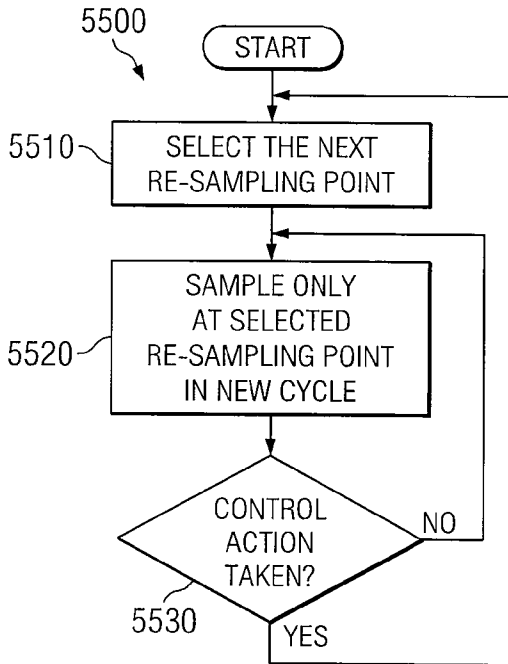 5500
START
5510
SELECT THE NEXT
RE-SAMPLING POINT
5520
SAMPLE ONLY
AT SELECTED
RE-SAMPLING POINT
IN NEW CYCLE
CONTROL
ACTION
TAKEN?
NO
5530
YES